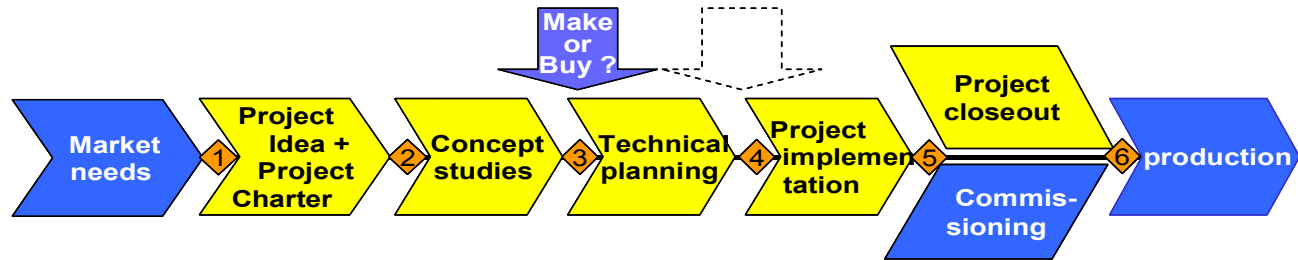 Make
or
Buy ?
Market
needs
1
Project
Idea +
Project
Charter
2
Concept
studies
3
Technical
planning
4
Project
implemen
tation
5
Project
closeout
Commis-
sioning
6
production